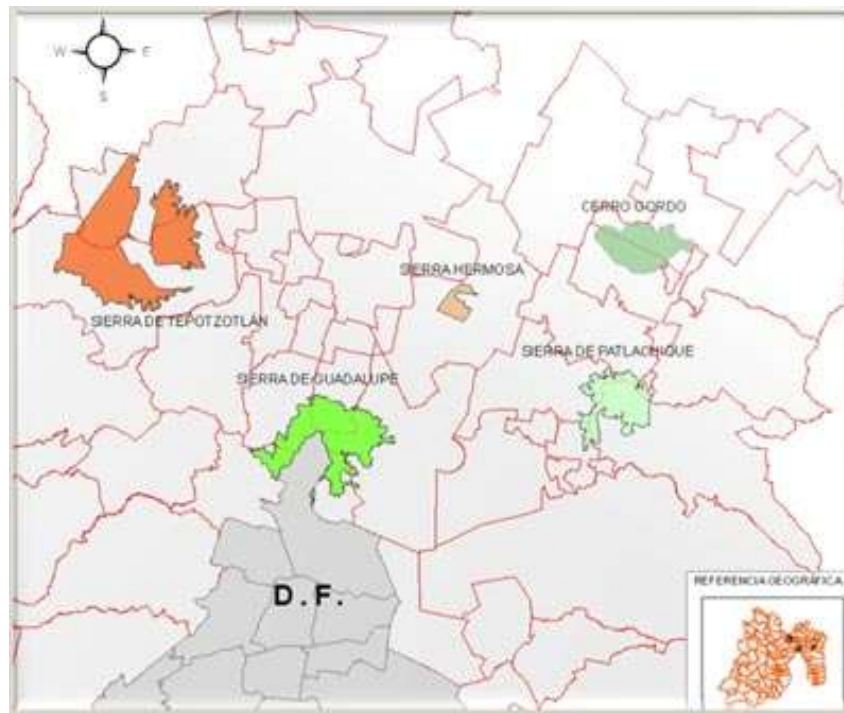 W E
S
CERRO GORDO
SIERRA HERMOSA
SIERRA DE TEPOTZOTLÁN
SIERRA DE PATLACHIQUE
SIERRA DE GUADALUPE
D.F.
REFERENCIA GEOGRÁFICA